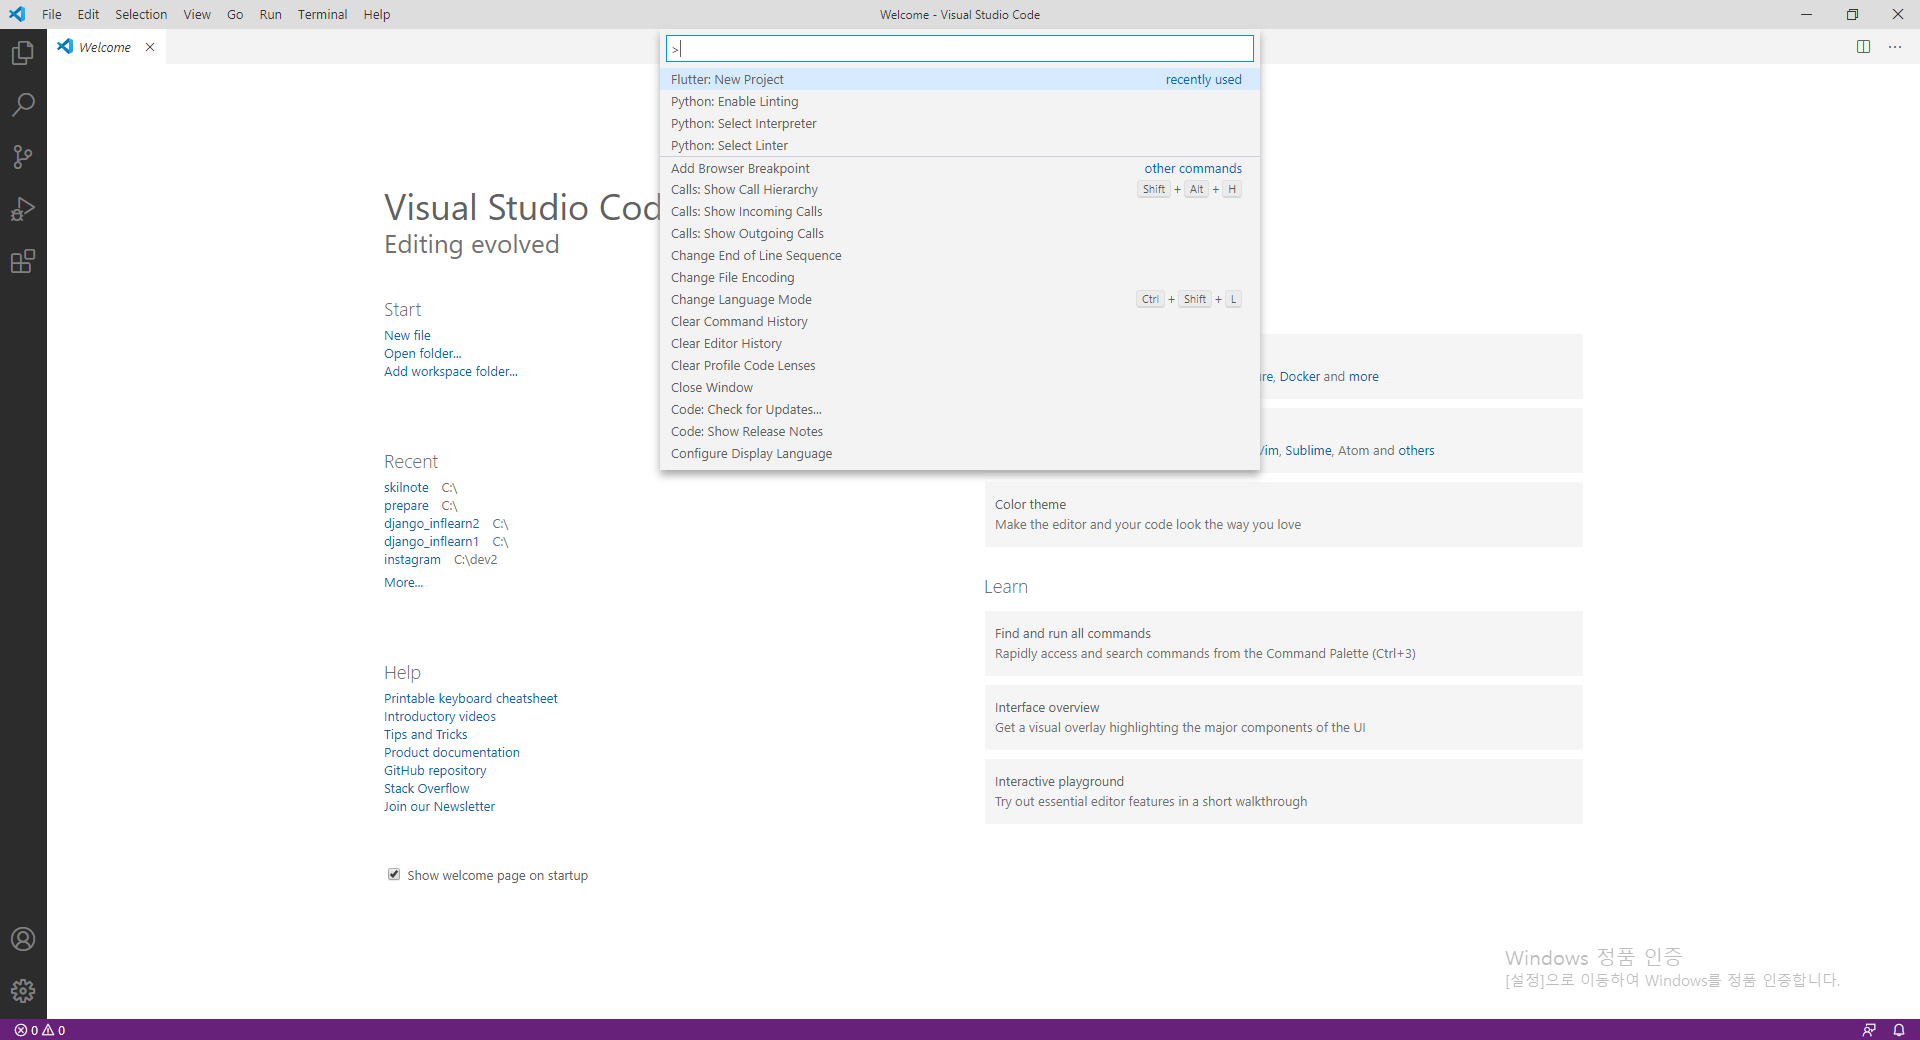 File Edit Selection View Go Run Terminal Help
Welcome - Visual Studio Code
Welcome
>
Flutter: New Project recently used
Python: Enable Linting
Python: Select Interpreter
Python: Select Linter
Add Browser Breakpoint other commands
Calls: Show Call Hierarchy Shift + Alt + H
Calls: Show Incoming Calls
Calls: Show Outgoing Calls
Change End of Line Sequence
Change File Encoding
Change Language Mode Ctrl + Shift + L
Clear Command History
Clear Editor History
Clear Profile Code Lenses
Close Window
Code: Check for Updates...
Code: Show Release Notes
Configure Display Language
Visual Studio Cod
Editing evolved
Start
New file
Open folder...
Add workspace folder...
Recent
skilnote C:\
prepare C:\
django_inflearn2 C:\
django_inflearn1 C:\
instagram C:\dev2
More...
Help
Printable keyboard cheatsheet
Introductory videos
Tips and Tricks
Product documentation
GitHub repository
Stack Overflow
Join our Newsletter
Show welcome page on startup
re, Docker and more
Vim, Sublime, Atom and others
Color theme
Make the editor and your code look the way you love
Learn
Find and run all commands
Rapidly access and search commands from the Command Palette (Ctrl+3)
Interface overview
Get a visual overlay highlighting the major components of the UI
Interactive playground
Try out essential editor features in a short walkthrough
Windows 정품 인증
[설정]으로 이동하여 Windows를 정품 인증합니다.
0 0